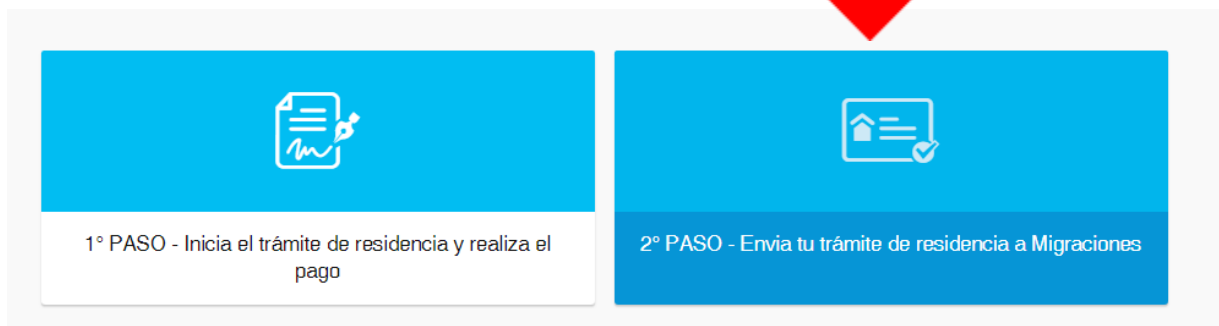 1° PASO - Inicia el trámite de residencia y realiza el
pago
2° PASO - Envia tu trámite de residencia a Migraciones